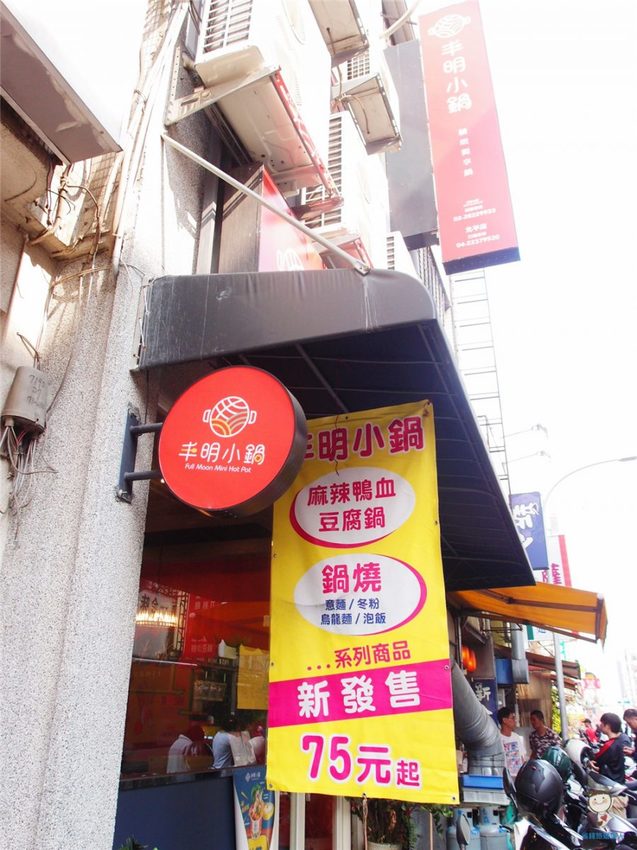 丰明小鍋
丰明小鍋
Full Moon Mini Hot Pot
丰明小鍋
麻辣鴨血
豆腐鍋
鍋燒
意麵/冬粉
烏龍麵/泡飯
...系列商品
新發售
75元起